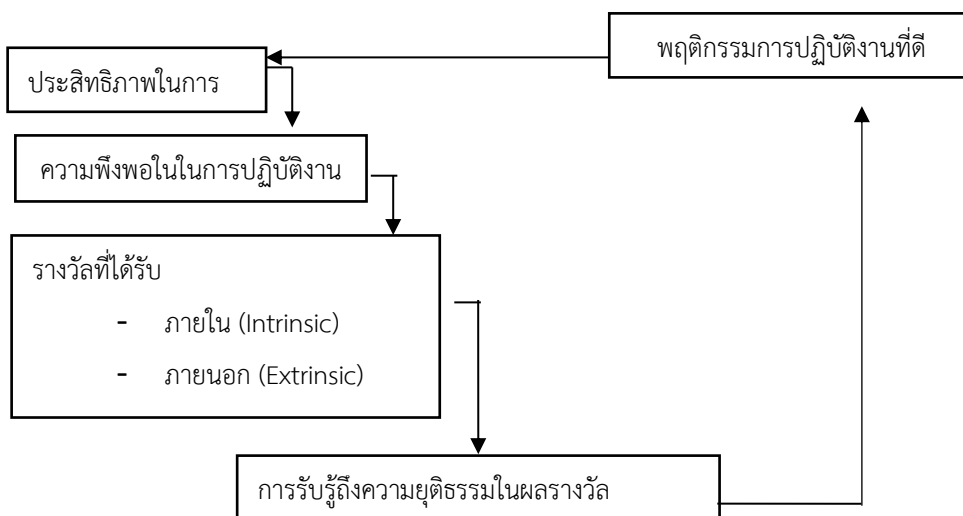 พฤติกรรมการปฏิบัติงานที่ดี
ประสิทธิภาพในการ
ความพึงพอในในการปฏิบัติงาน
รางวัลที่ได้รับ
- ภายใน (Intrinsic)
- ภายนอก (Extrinsic)
การรับรู้ถึงความยุติธรรมในผลรางวัล